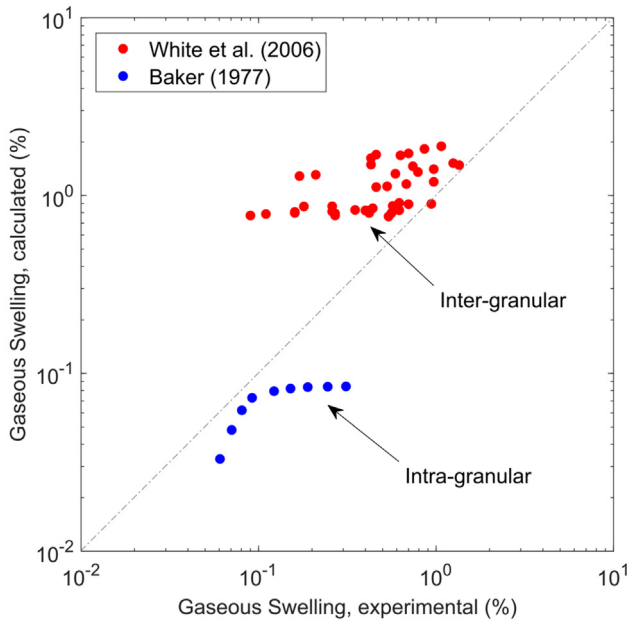 10^1
White et al. (2006)
Baker (1977)
Gaseous Swelling, calculated (%)
10^0
Inter-granular
10^-1
Intra-granular
10^-2
10^-2
10^-1
10^0
10^1
Gaseous Swelling, experimental (%)